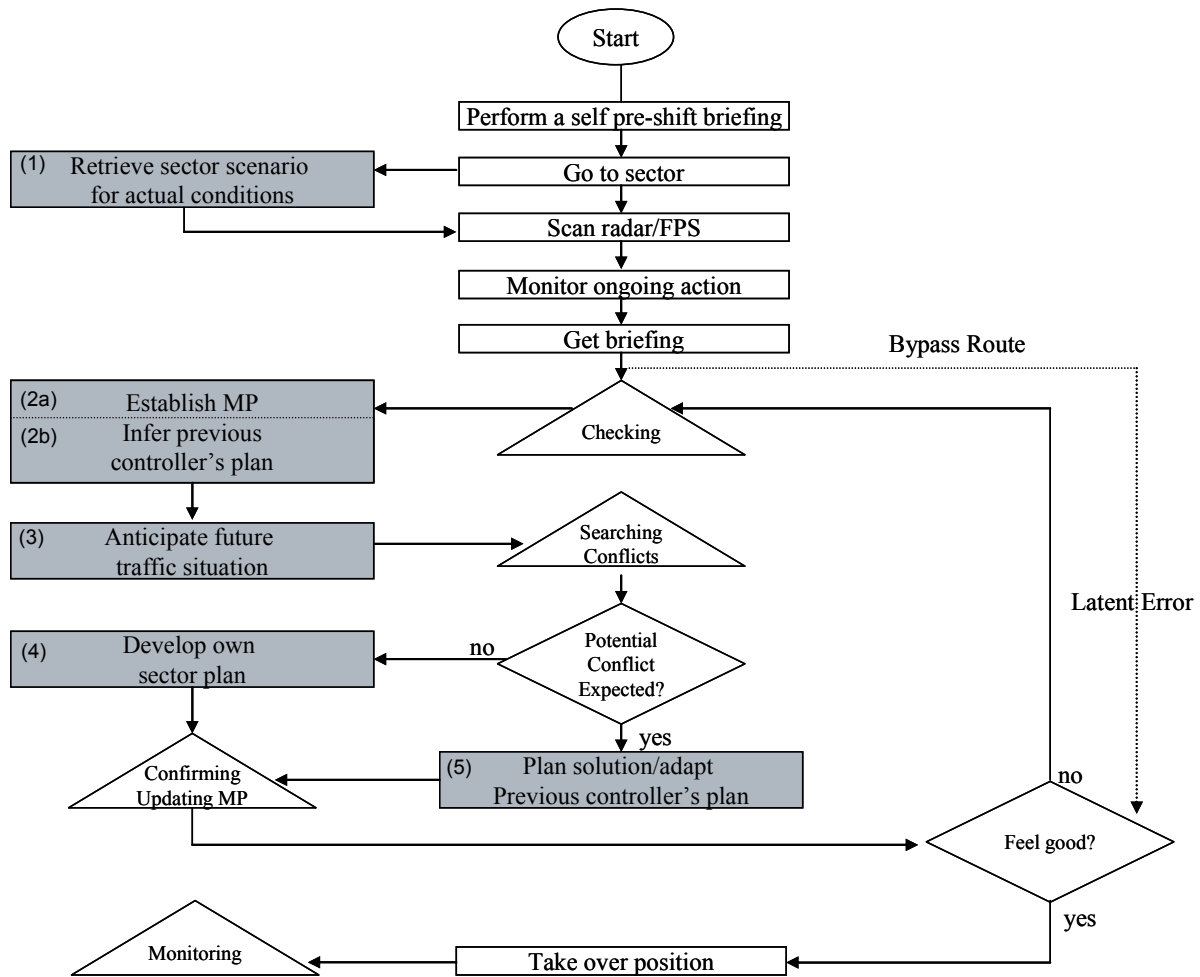 Start
Perform a self pre-shift briefing
(1) Retrieve sector scenario
for actual conditions
Go to sector
Scan radar/FPS
Monitor ongoing action
Get briefing
Bypass Route
(2a) Establish MP
(2b) Infer previous
controller’s plan
Checking
(3) Anticipate future
traffic situation
Searching
Conflicts
Latent Error
(4) Develop own
sector plan
no
Potential
Conflict
Expected?
yes
(5) Plan solution/adapt
Previous controller’s plan
Confirming
Updating MP
no
Feel good?
yes
Monitoring
Take over position